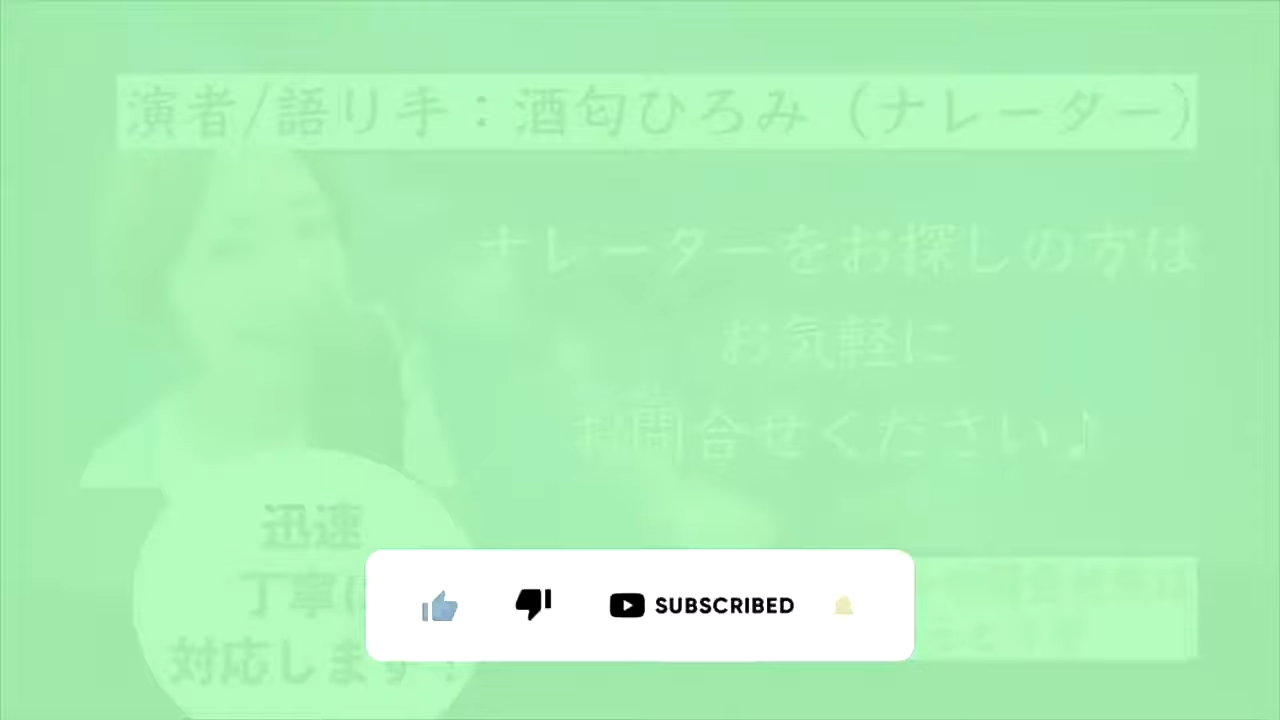 演者/語り手：酒匂ひろみ（ナレーター）
ナレーターをお探しの方は
お気軽に
お問合せください♪
迅速
丁寧に
対応します！
SUBSCRIBED